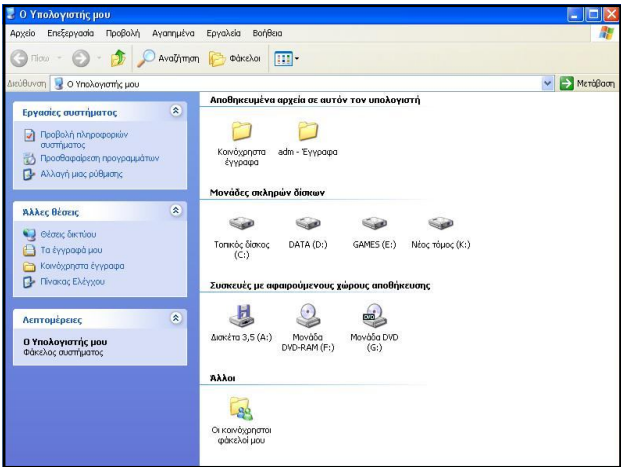 Ο Υπολογιστής μου
Αρχείο Επεξεργασία Προβολή Αγαπημένα Εργαλεία Βοήθεια
Πίσω Αναζήτηση Φάκελοι
Διεύθυνση Ο Υπολογιστής μου Μετάβαση
Εργασίες συστήματος
Προβολή πληροφοριών
συστήματος
Προσθαφαίρεση προγραμμάτων
Αλλαγή μιας ρύθμισης
Άλλες θέσεις
Θέσεις δικτύου
Τα έγγραφά μου
Κοινόχρηστα έγγραφα
Πίνακας Ελέγχου
Λεπτομέρειες
Ο Υπολογιστής μου
Φάκελος συστήματος
Αποθηκευμένα αρχεία σε αυτόν τον υπολογιστή
Κοινόχρηστα
έγγραφα
adm - Έγγραφα
Μονάδες σκληρών δίσκων
Τοπικός δίσκος
(C:)
DATA (D:)
GAMES (E:)
Νέος τόμος (K:)
Συσκευές με αφαιρούμενους χώρους αποθήκευσης
Δισκέτα 3,5 (A:)
Μονάδα
DVD-RAM (F:)
Μονάδα DVD
(G:)
Άλλοι
Οι κοινόχρηστοι
φάκελοί μου